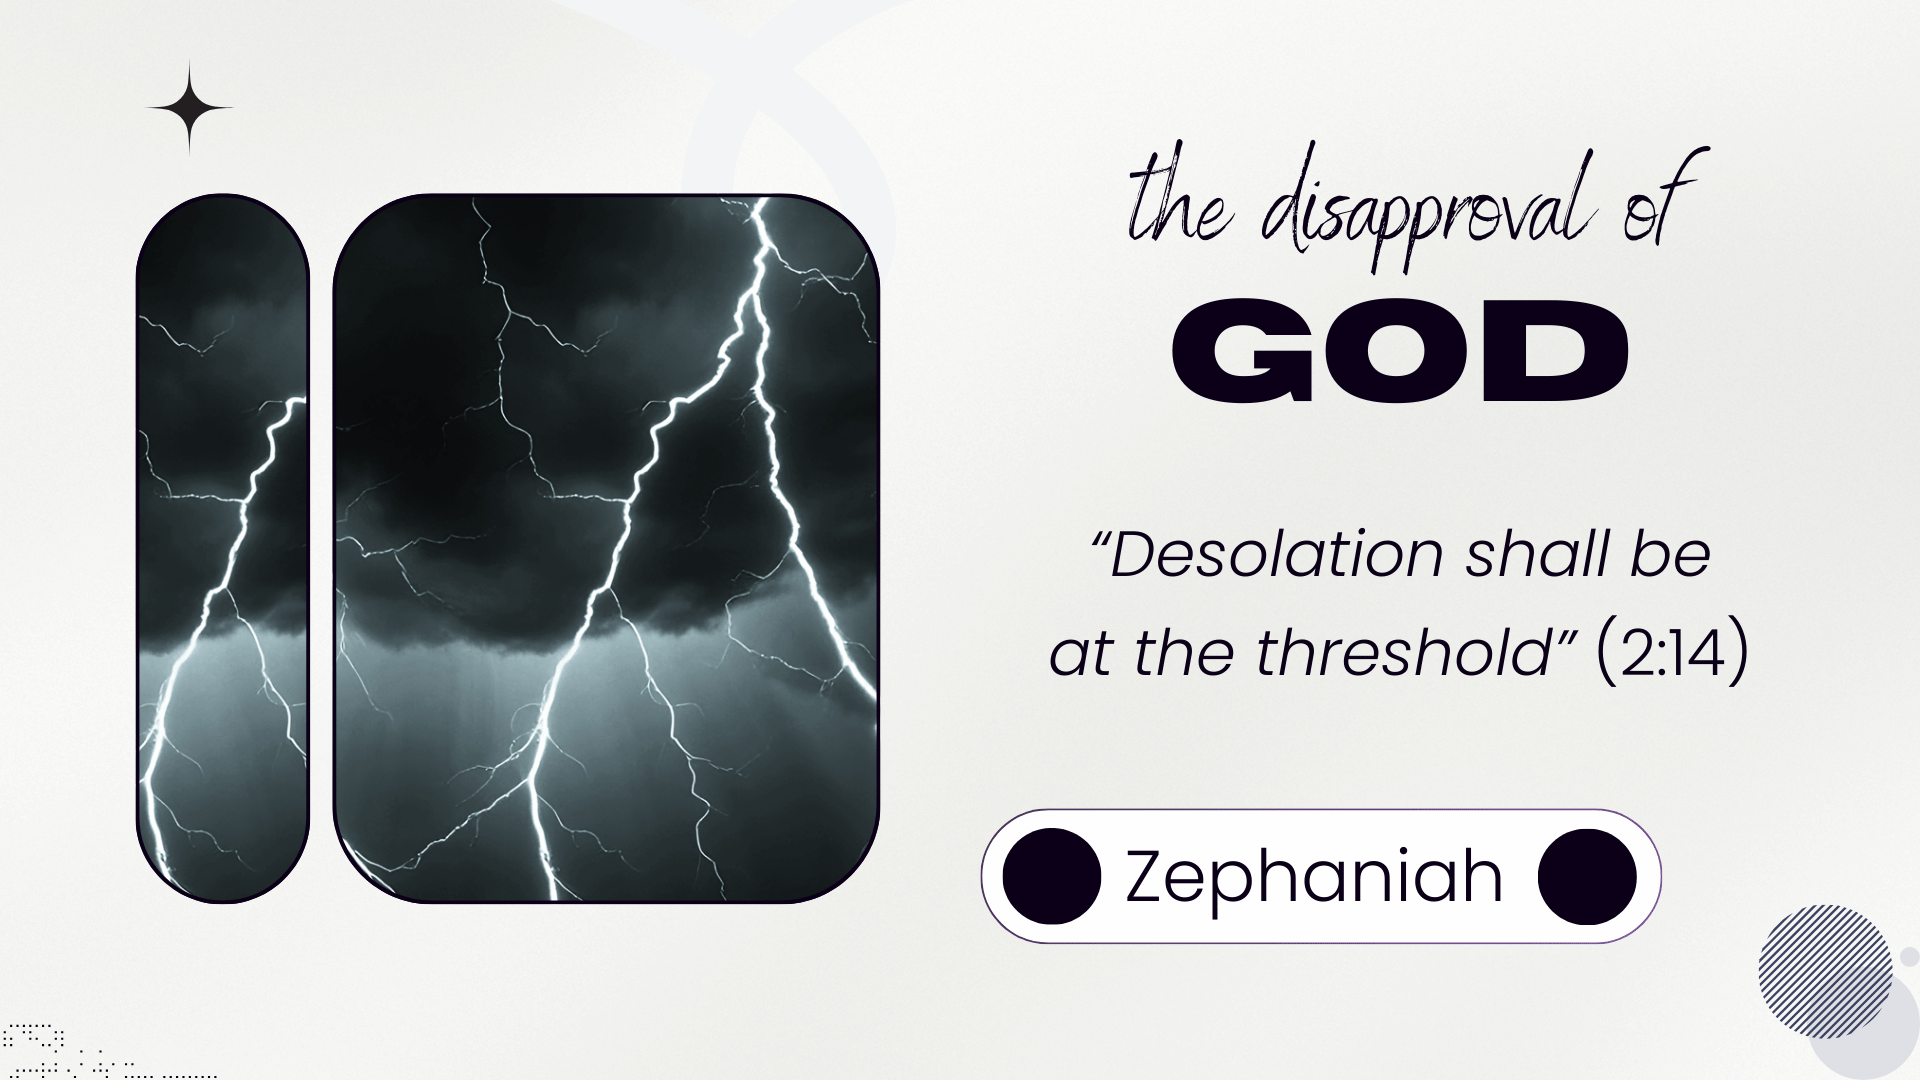 the disapproval of
GOD
“Desolation shall be
at the threshold” (2:14)
Zephaniah